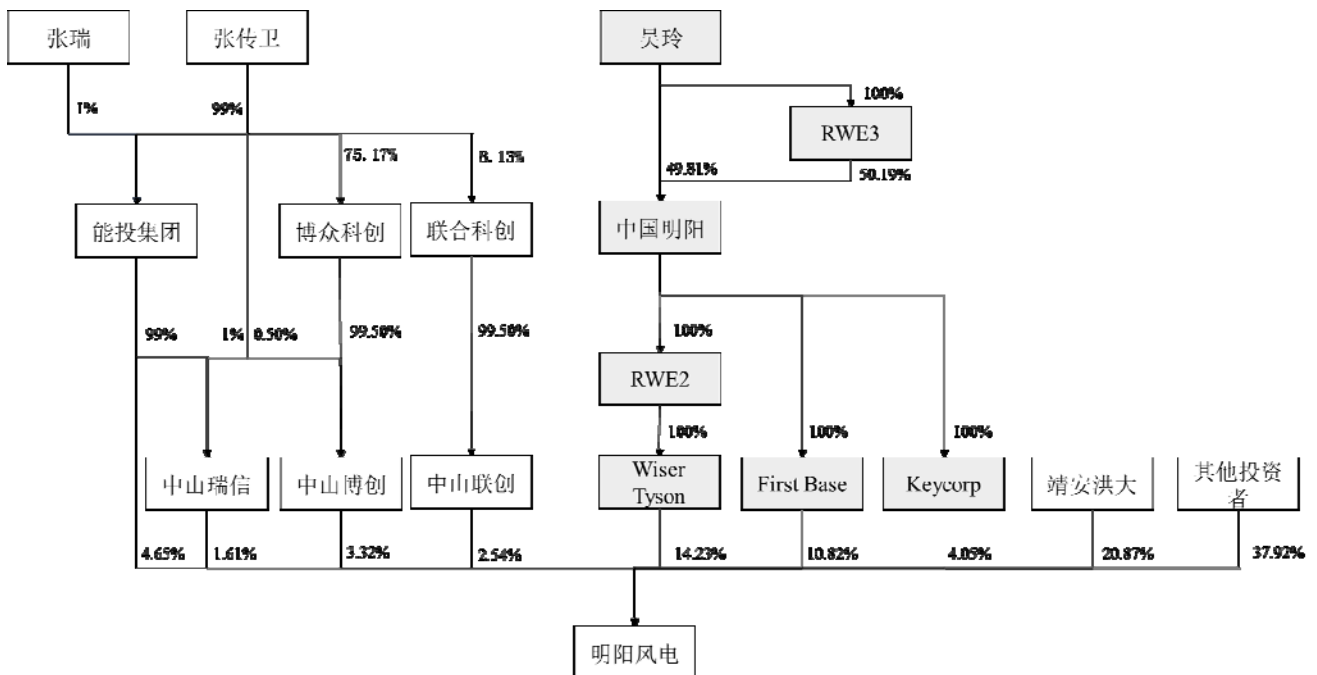 张瑞
张传卫
吴玲
1%
99%
100%
RWE3
75.17%
8.13%
49.81%
50.19%
能投集团
博众科创
联合科创
中国明阳
99%
1%
0.50%
99.50%
99.50%
100%
RWE2
100%
100%
100%
中山瑞信
中山博创
中山联创
Wiser
Tyson
First Base
Keycorp
靖安洪大
其他投资
者
4.65%
1.61%
3.32%
2.54%
14.23%
10.82%
4.05%
20.87%
37.92%
明阳风电